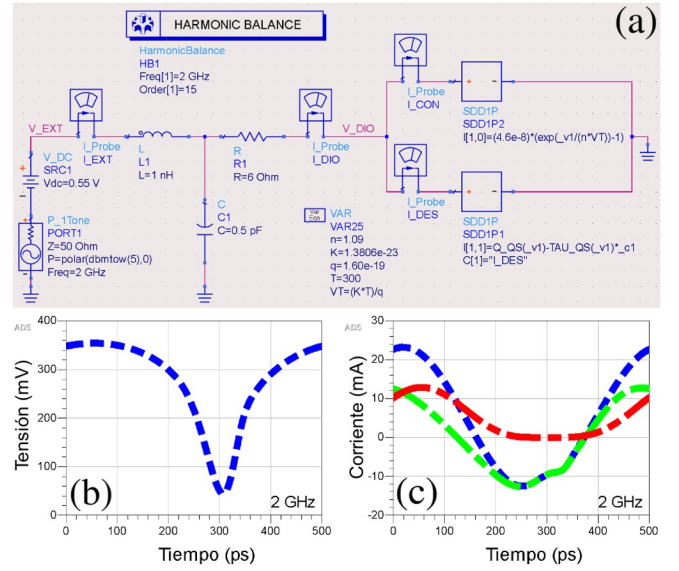 HARMONIC BALANCE
(a)
HarmonicBalance
HB1
Freq[1]=2 GHz
Order[1]=15
I_Probe
I_CON
SDD1P
SDD1P2
I[1,0]=(4.6e-8)*(exp(_v1/(n*VT))-1)
V_EXT
I_Probe
I_EXT
L
L1
L=1 nH
R
R1
R=6 Ohm
I_Probe
I_DIO
V_DIO
V_DC
SRC1
Vdc=0.55 V
C
C1
C=0.5 pF
I_Probe
I_DES
SDD1P
SDD1P1
I[1,1]=Q_QS(_v1)-TAU_QS(_v1)*_c1
C[1]="I_DES"
P_1Tone
PORT1
Z=50 Ohm
P=polar(dbmtow(5),0)
Freq=2 GHz
Var
Eqn
VAR
VAR25
n=1.09
K=1.3806e-23
q=1.60e-19
T=300
VT=(K*T)/q
ADS
400
300
200
100
0
Tensión (mV)
(b)
2 GHz
0 100 200 300 400 500
Tiempo (ps)
ADS
30
20
10
0
-10
-20
Corriente (mA)
(c)
2 GHz
0 100 200 300 400 500
Tiempo (ps)